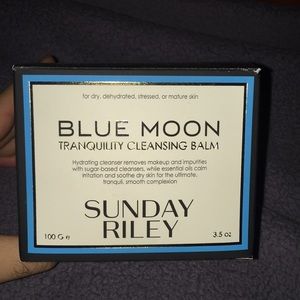 for dry, dehydrated, stressed, or mature skin
BLUE MOON
TRANQUILITY CLEANSING BALM
Hydrating cleanser removes makeup and impurities
with sugar-based cleansers, while essential oils calm
irritation and soothe dry skin for the ultimate,
tranquil, smooth complexion
SUNDAY
RILEY
100 G ℮
3.5 oz